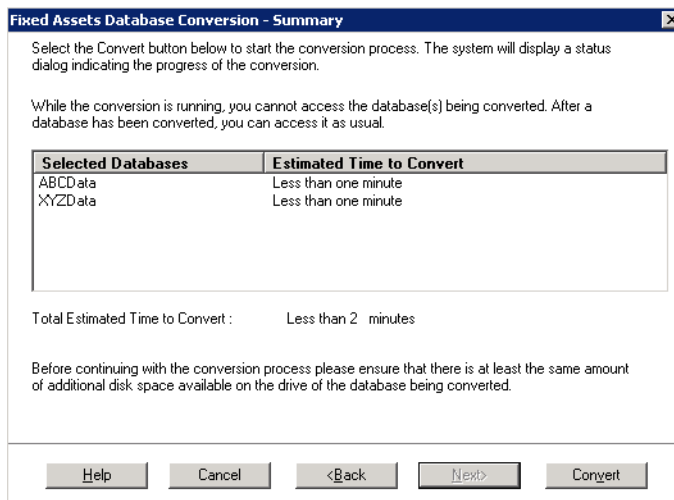 Fixed Assets Database Conversion - Summary
Select the Convert button below to start the conversion process. The system will display a status
dialog indicating the progress of the conversion.
While the conversion is running, you cannot access the database(s) being converted. After a
database has been converted, you can access it as usual.
Selected Databases Estimated Time to Convert
ABCData Less than one minute
XYZData Less than one minute
Total Estimated Time to Convert : Less than 2 minutes
Before continuing with the conversion process please ensure that there is at least the same amount
of additional disk space available on the drive of the database being converted.
Help Cancel <Back Next> Convert